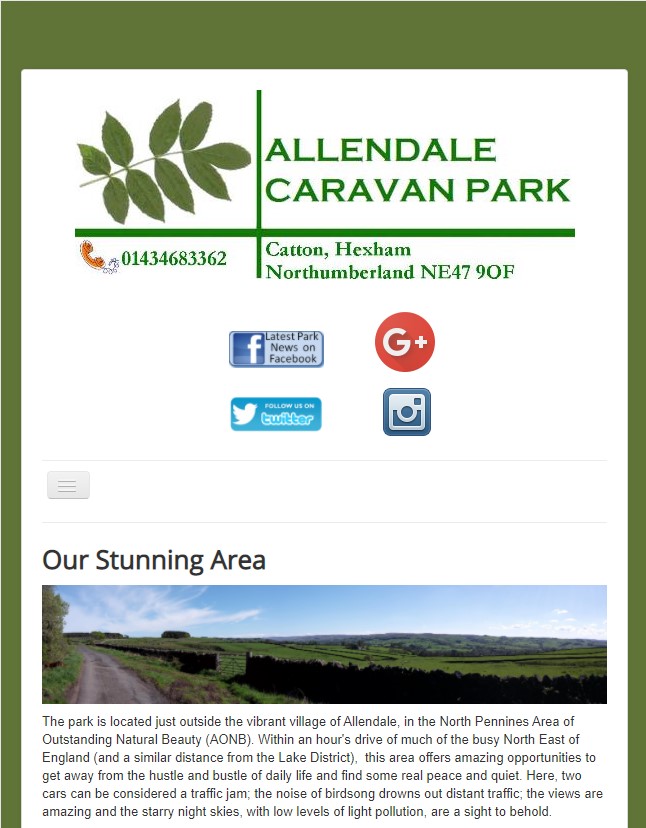 ALLENDALE
CARAVAN PARK
01434683362
Catton, Hexham
Northumberland NE47 9OF
Latest Park
News on
Facebook
G+
FOLLOW US ON
twitter
Our Stunning Area
The park is located just outside the vibrant village of Allendale, in the North Pennines Area of
Outstanding Natural Beauty (AONB). Within an hour's drive of much of the busy North East of
England (and a similar distance from the Lake District),  this area offers amazing opportunities to
get away from the hustle and bustle of daily life and find some real peace and quiet. Here, two
cars can be considered a traffic jam; the noise of birdsong drowns out distant traffic; the views are
amazing and the starry night skies, with low levels of light pollution, are a sight to behold.